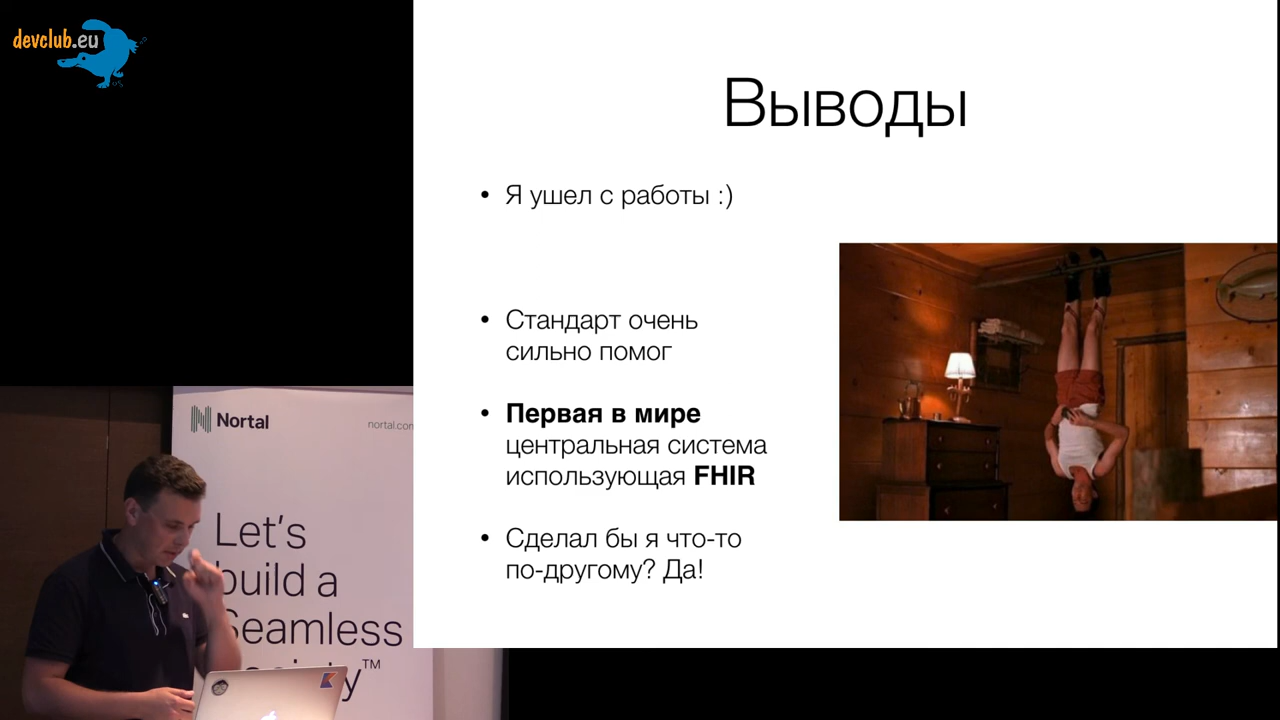 devclub.eu
Выводы
• Я ушел с работы :)
• Стандарт очень
сильно помог
• Первая в мире
центральная система
использующая FHIR
• Сделал бы я что-то
по-другому? Да!
Nortal
nortal.com
Let's
build a
Seamless